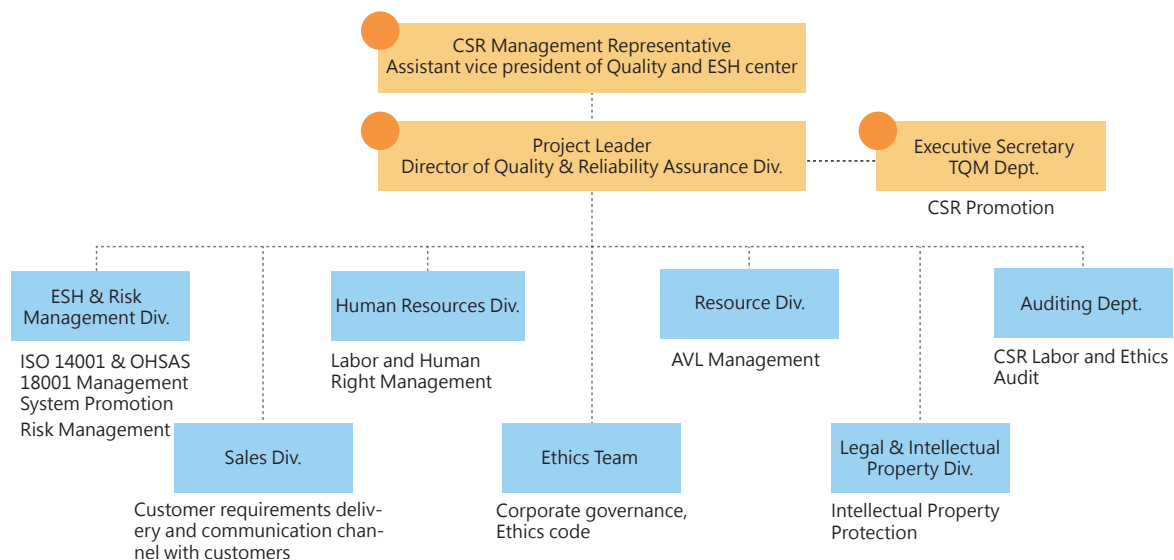 CSR Management Representative
Assistant vice president of Quality and ESH center
Project Leader
Director of Quality & Reliability Assurance Div.
Executive Secretary
TQM Dept.
CSR Promotion
ESH & Risk
Management Div.
ISO 14001 & OHSAS
18001 Management
System Promotion
Risk Management
Human Resources Div.
Labor and Human
Right Management
Resource Div.
AVL Management
Auditing Dept.
CSR Labor and Ethics
Audit
Sales Div.
Customer requirements deliv-
ery and communication chan-
nel with customers
Ethics Team
Corporate governance,
Ethics code
Legal & Intellectual
Property Div.
Intellectual Property
Protection